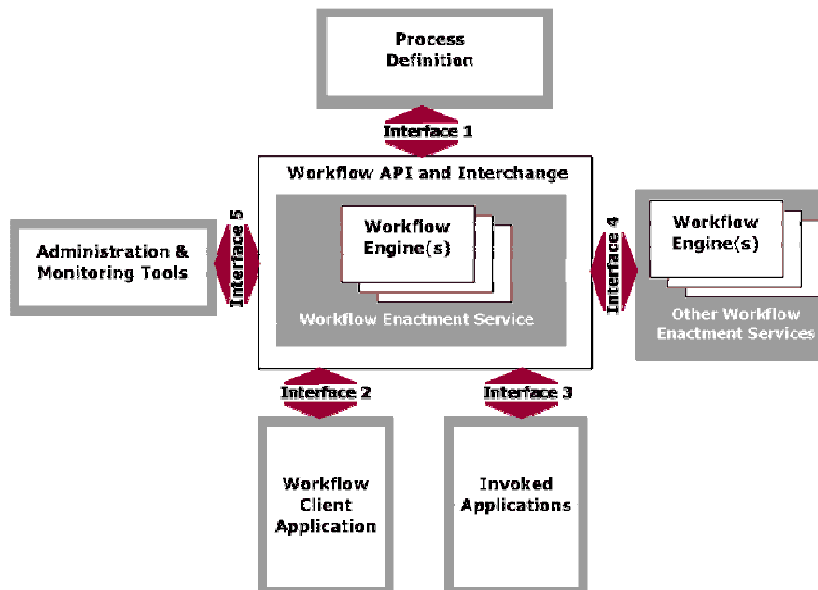 Process
Definition
Interface 1
Workflow API and Interchange
Workflow
Engine(s)
Workflow Enactment Service
Interface 5
Administration &
Monitoring Tools
Interface 4
Workflow
Engine(s)
Other Workflow
Enactment Services
Interface 2
Interface 3
Workflow
Client
Application
Invoked
Applications